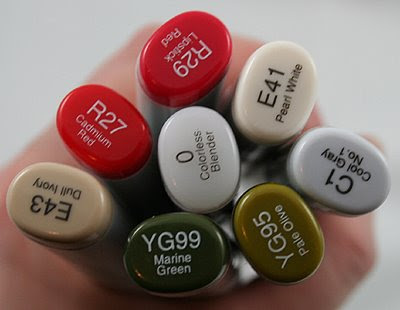 R29
Lipstick
Red
E41
Pearl White
R27
Cadmium
Red
0
Colorless
Blender
C1
Cool Gray
No.1
E43
Dull Ivory
YG99
Marine
Green
YG95
Pale Olive